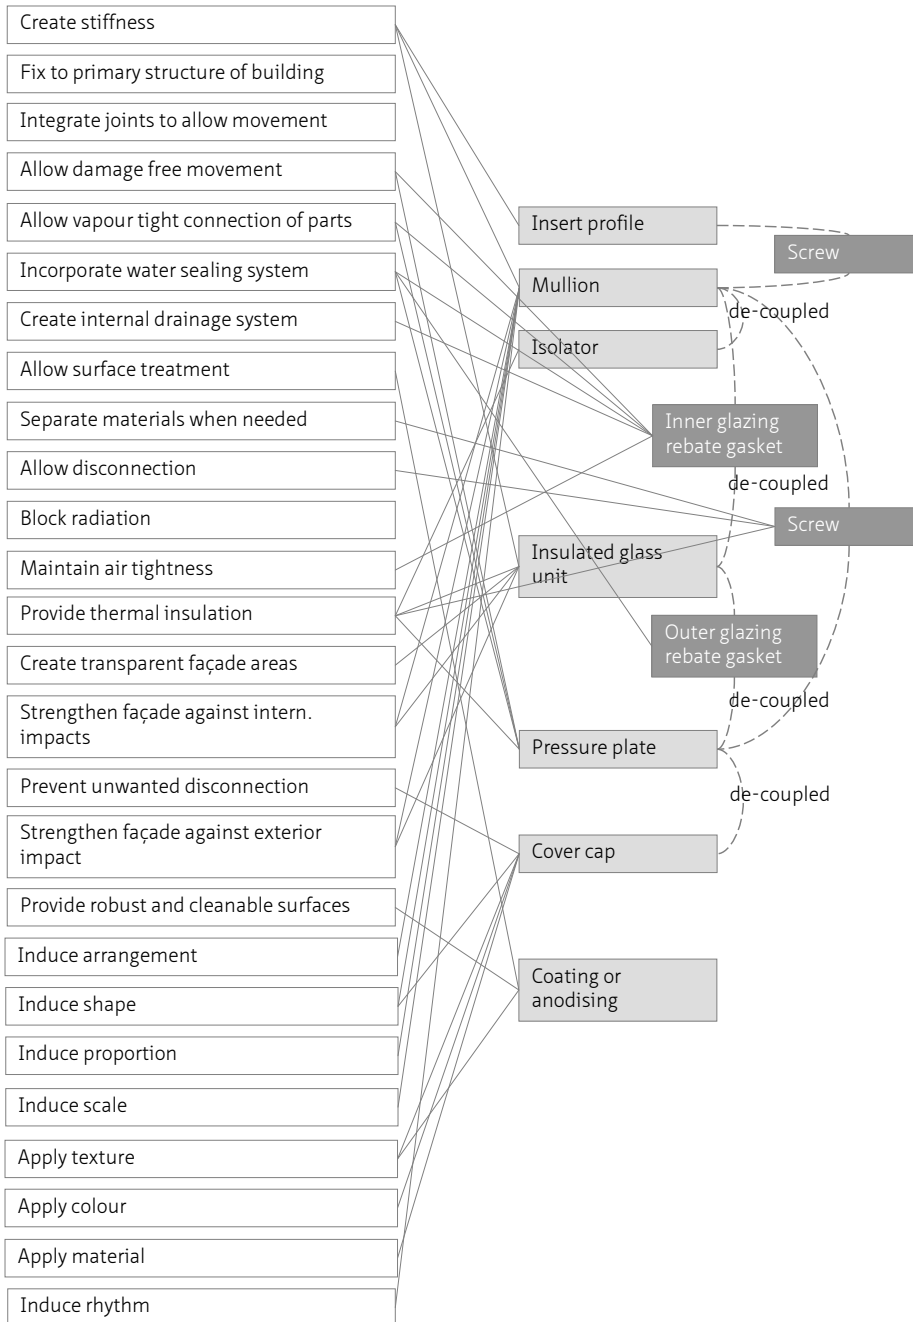 Create stiffness
Fix to primary structure of building
Integrate joints to allow movement
Allow damage free movement
Allow vapour tight connection of parts
Incorporate water sealing system
Create internal drainage system
Allow surface treatment
Separate materials when needed
Allow disconnection
Block radiation
Maintain air tightness
Provide thermal insulation
Create transparent façade areas
Strengthen façade against intern.
impacts
Prevent unwanted disconnection
Strengthen façade against exterior
impact
Provide robust and cleanable surfaces
Induce arrangement
Induce shape
Induce proportion
Induce scale
Apply texture
Apply colour
Apply material
Induce rhythm
Insert profile
Mullion
Isolator
Insulated glass
unit
Pressure plate
Cover cap
Coating or
anodising
Screw
de-coupled
Inner glazing
rebate gasket
de-coupled
Screw
Outer glazing
rebate gasket
de-coupled
de-coupled